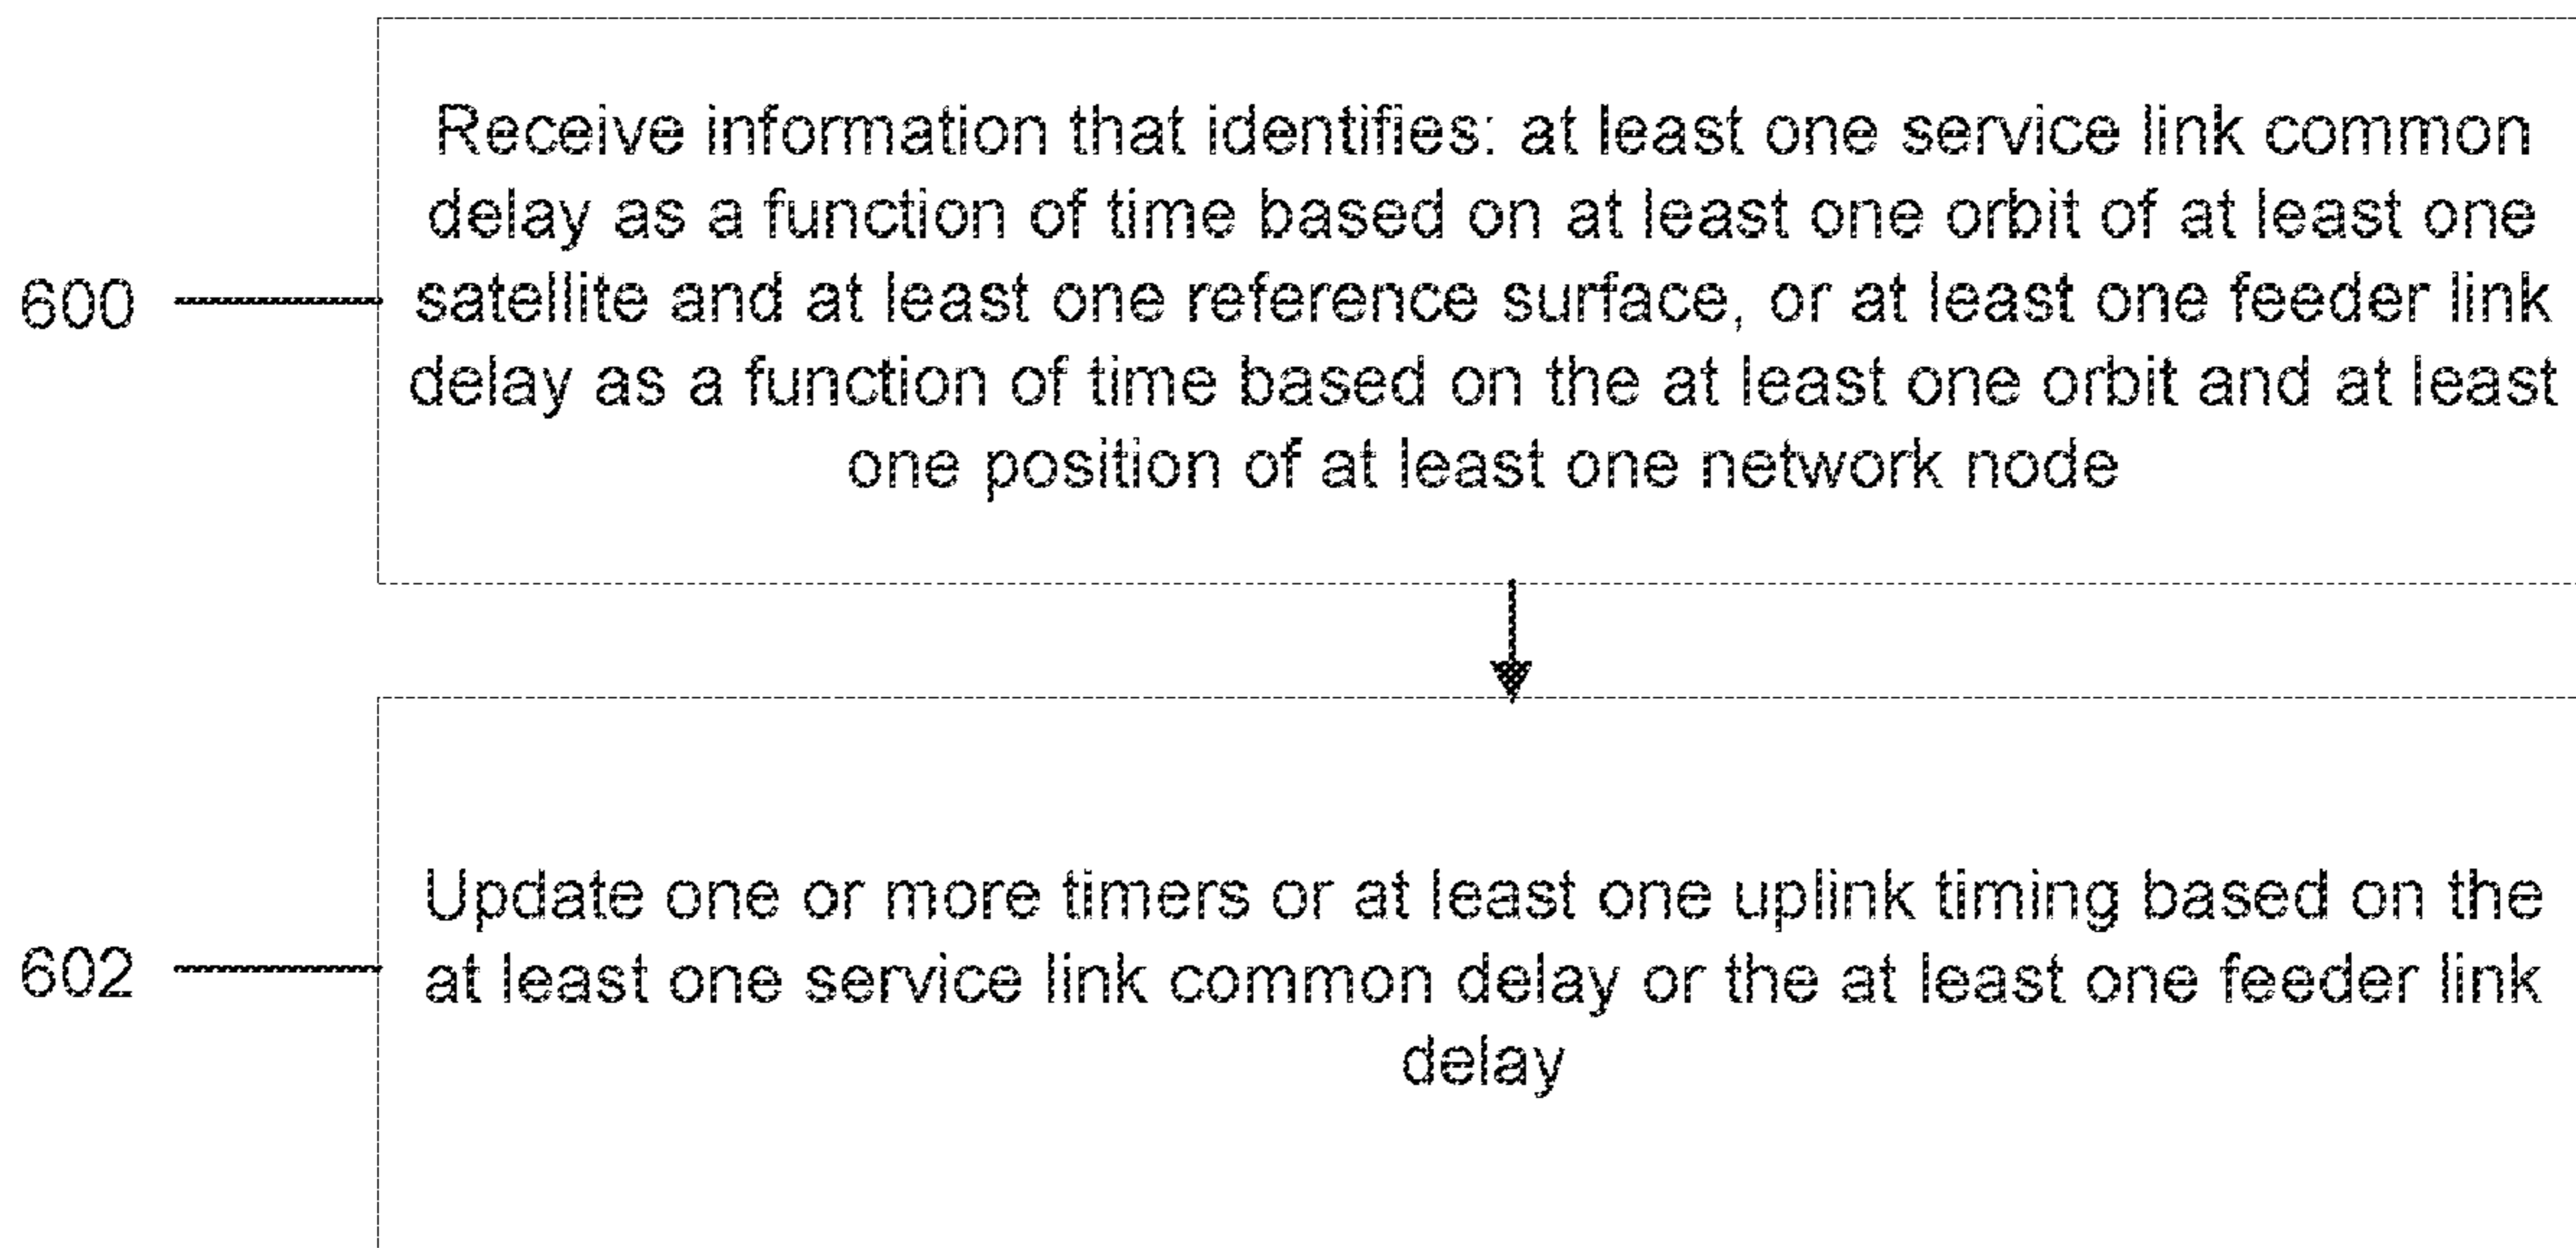 Receive information that identifies: at least one service link common
delay as a function of time based on at least one orbit of at least one
600 satellite and at least one reference surface, or at least one feeder link
delay as a function of time based on the at least one orbit and at least
one position of at least one network node
Update one or more timers or at least one uplink timing based on the
602 at least one service link common delay or the at least one feeder link
delay